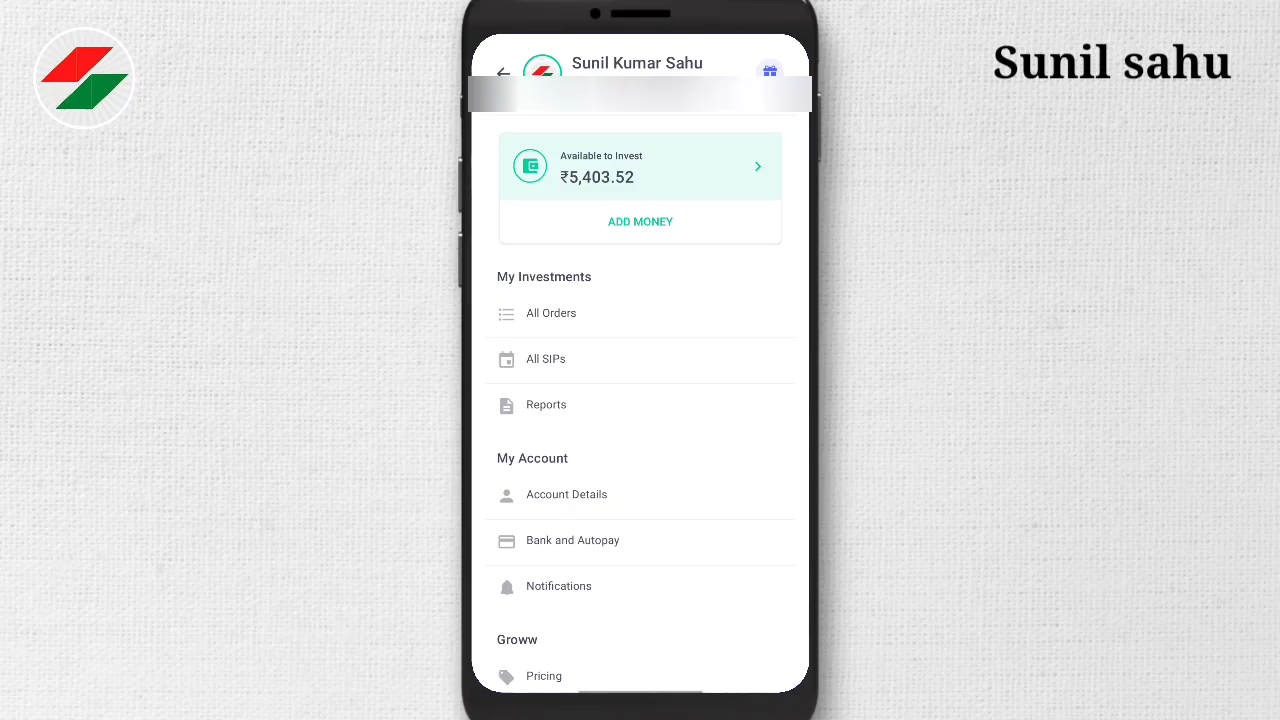 Sunil sahu
Sunil Kumar Sahu
Available to Invest
₹5,403.52
ADD MONEY
My Investments
All Orders
All SIPs
Reports
My Account
Account Details
Bank and Autopay
Notifications
Groww
Pricing